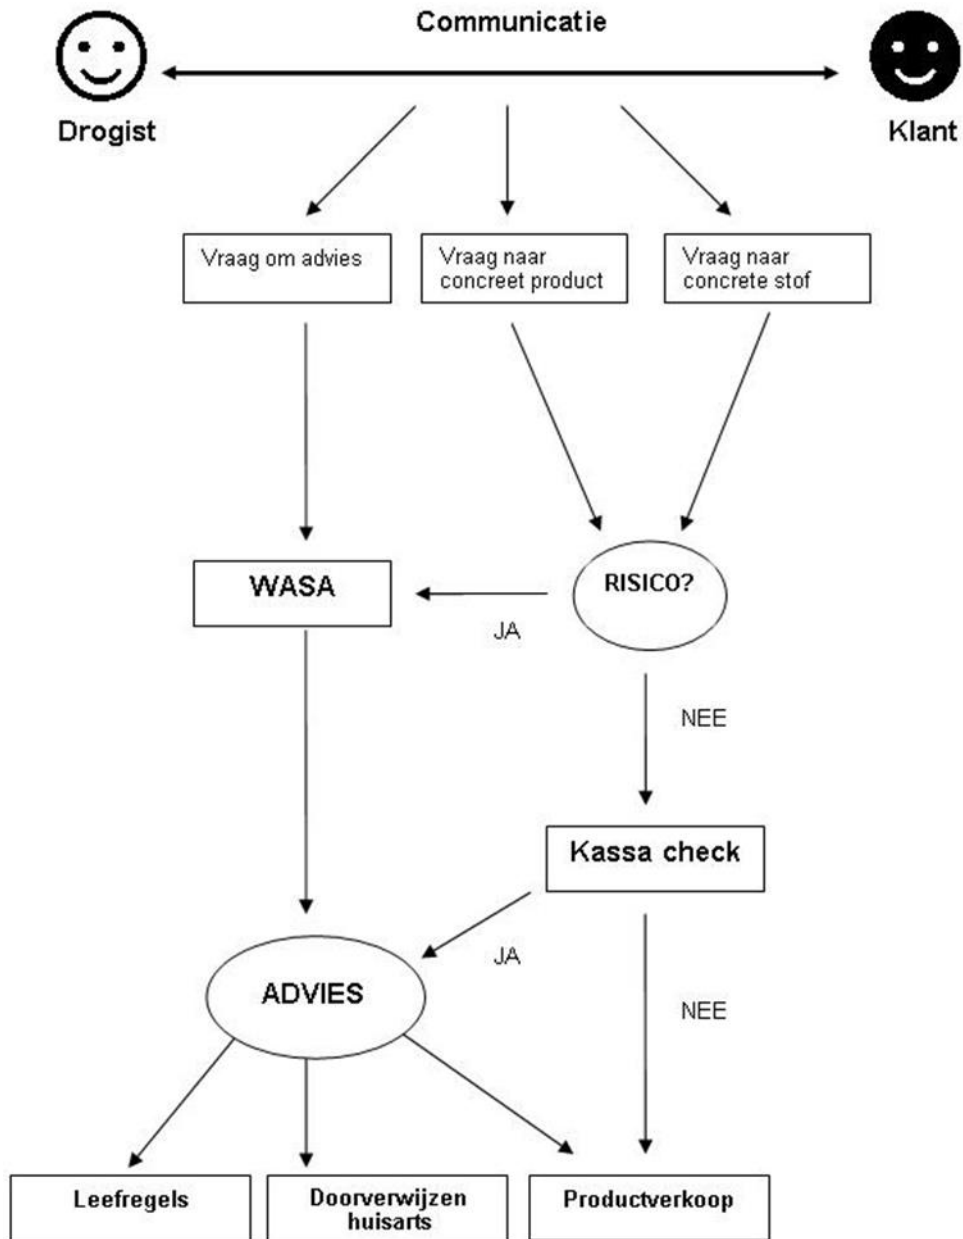 Communicatie
Drogist
Klant
Vraag om advies
Vraag naar
concreet product
Vraag naar
concrete stof
WASA
RISICO?
JA
NEE
Kassa check
JA
ADVIES
NEE
Leefregels
Doorverwijzen
huisarts
Productverkoop